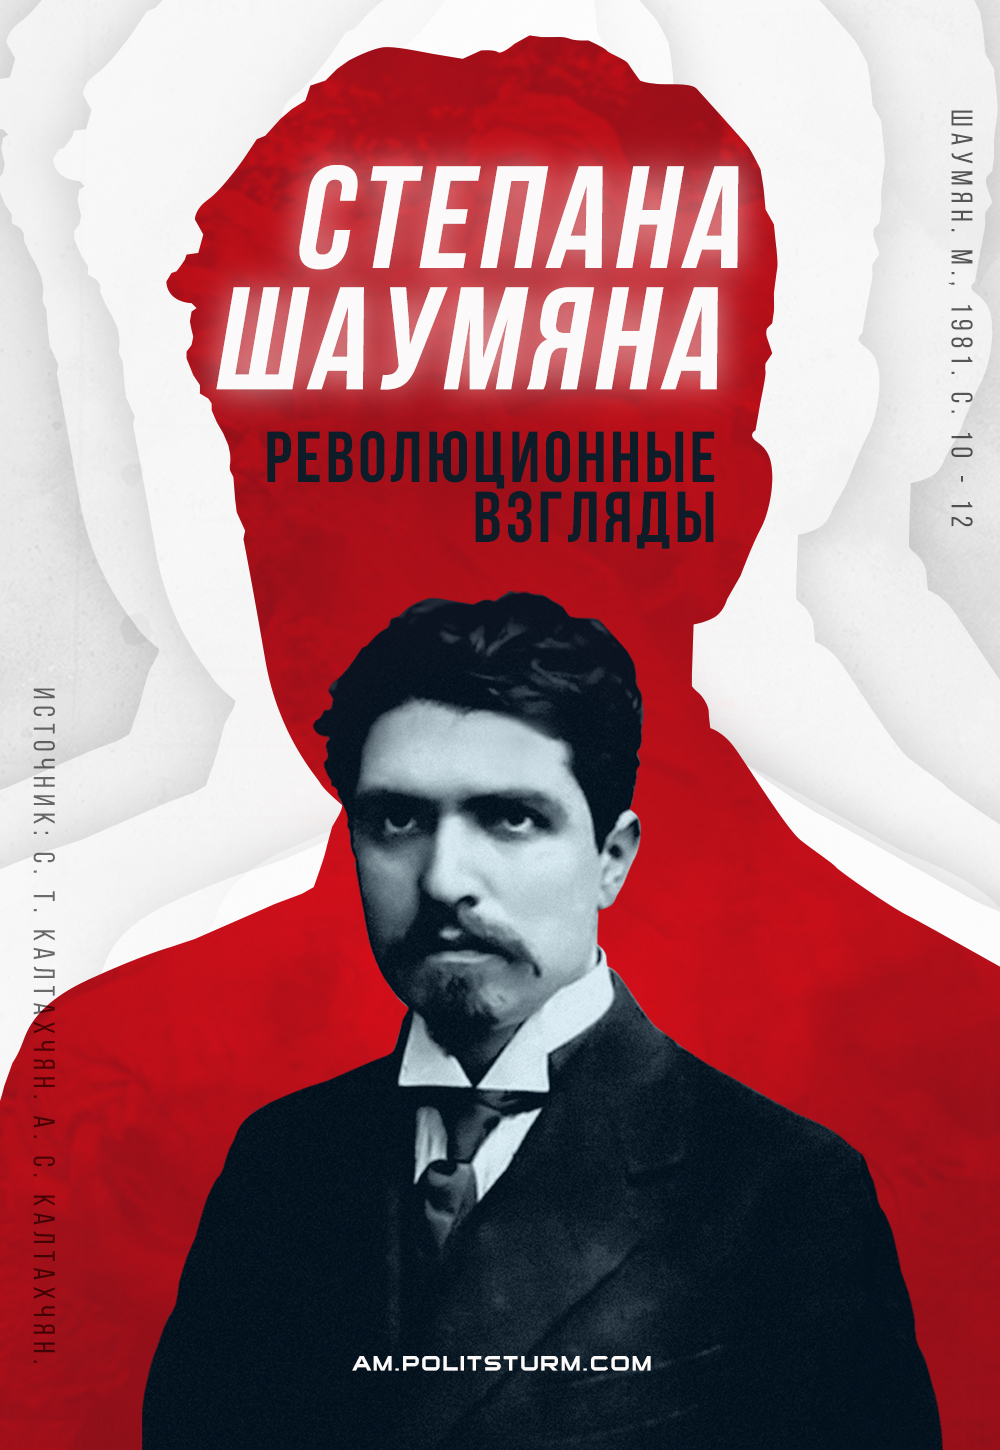 СТЕПАНА
ШАУМЯНА
РЕВОЛЮЦИОННЫЕ
ВЗГЛЯДЫ
ИСТОЧНИК: С. Т. КАЛТАХЧЯН. А. С. КАЛТАХЧЯН.
ШАУМЯН. М., 1981. С. 10 - 12
AM.POLITSTURM.COM